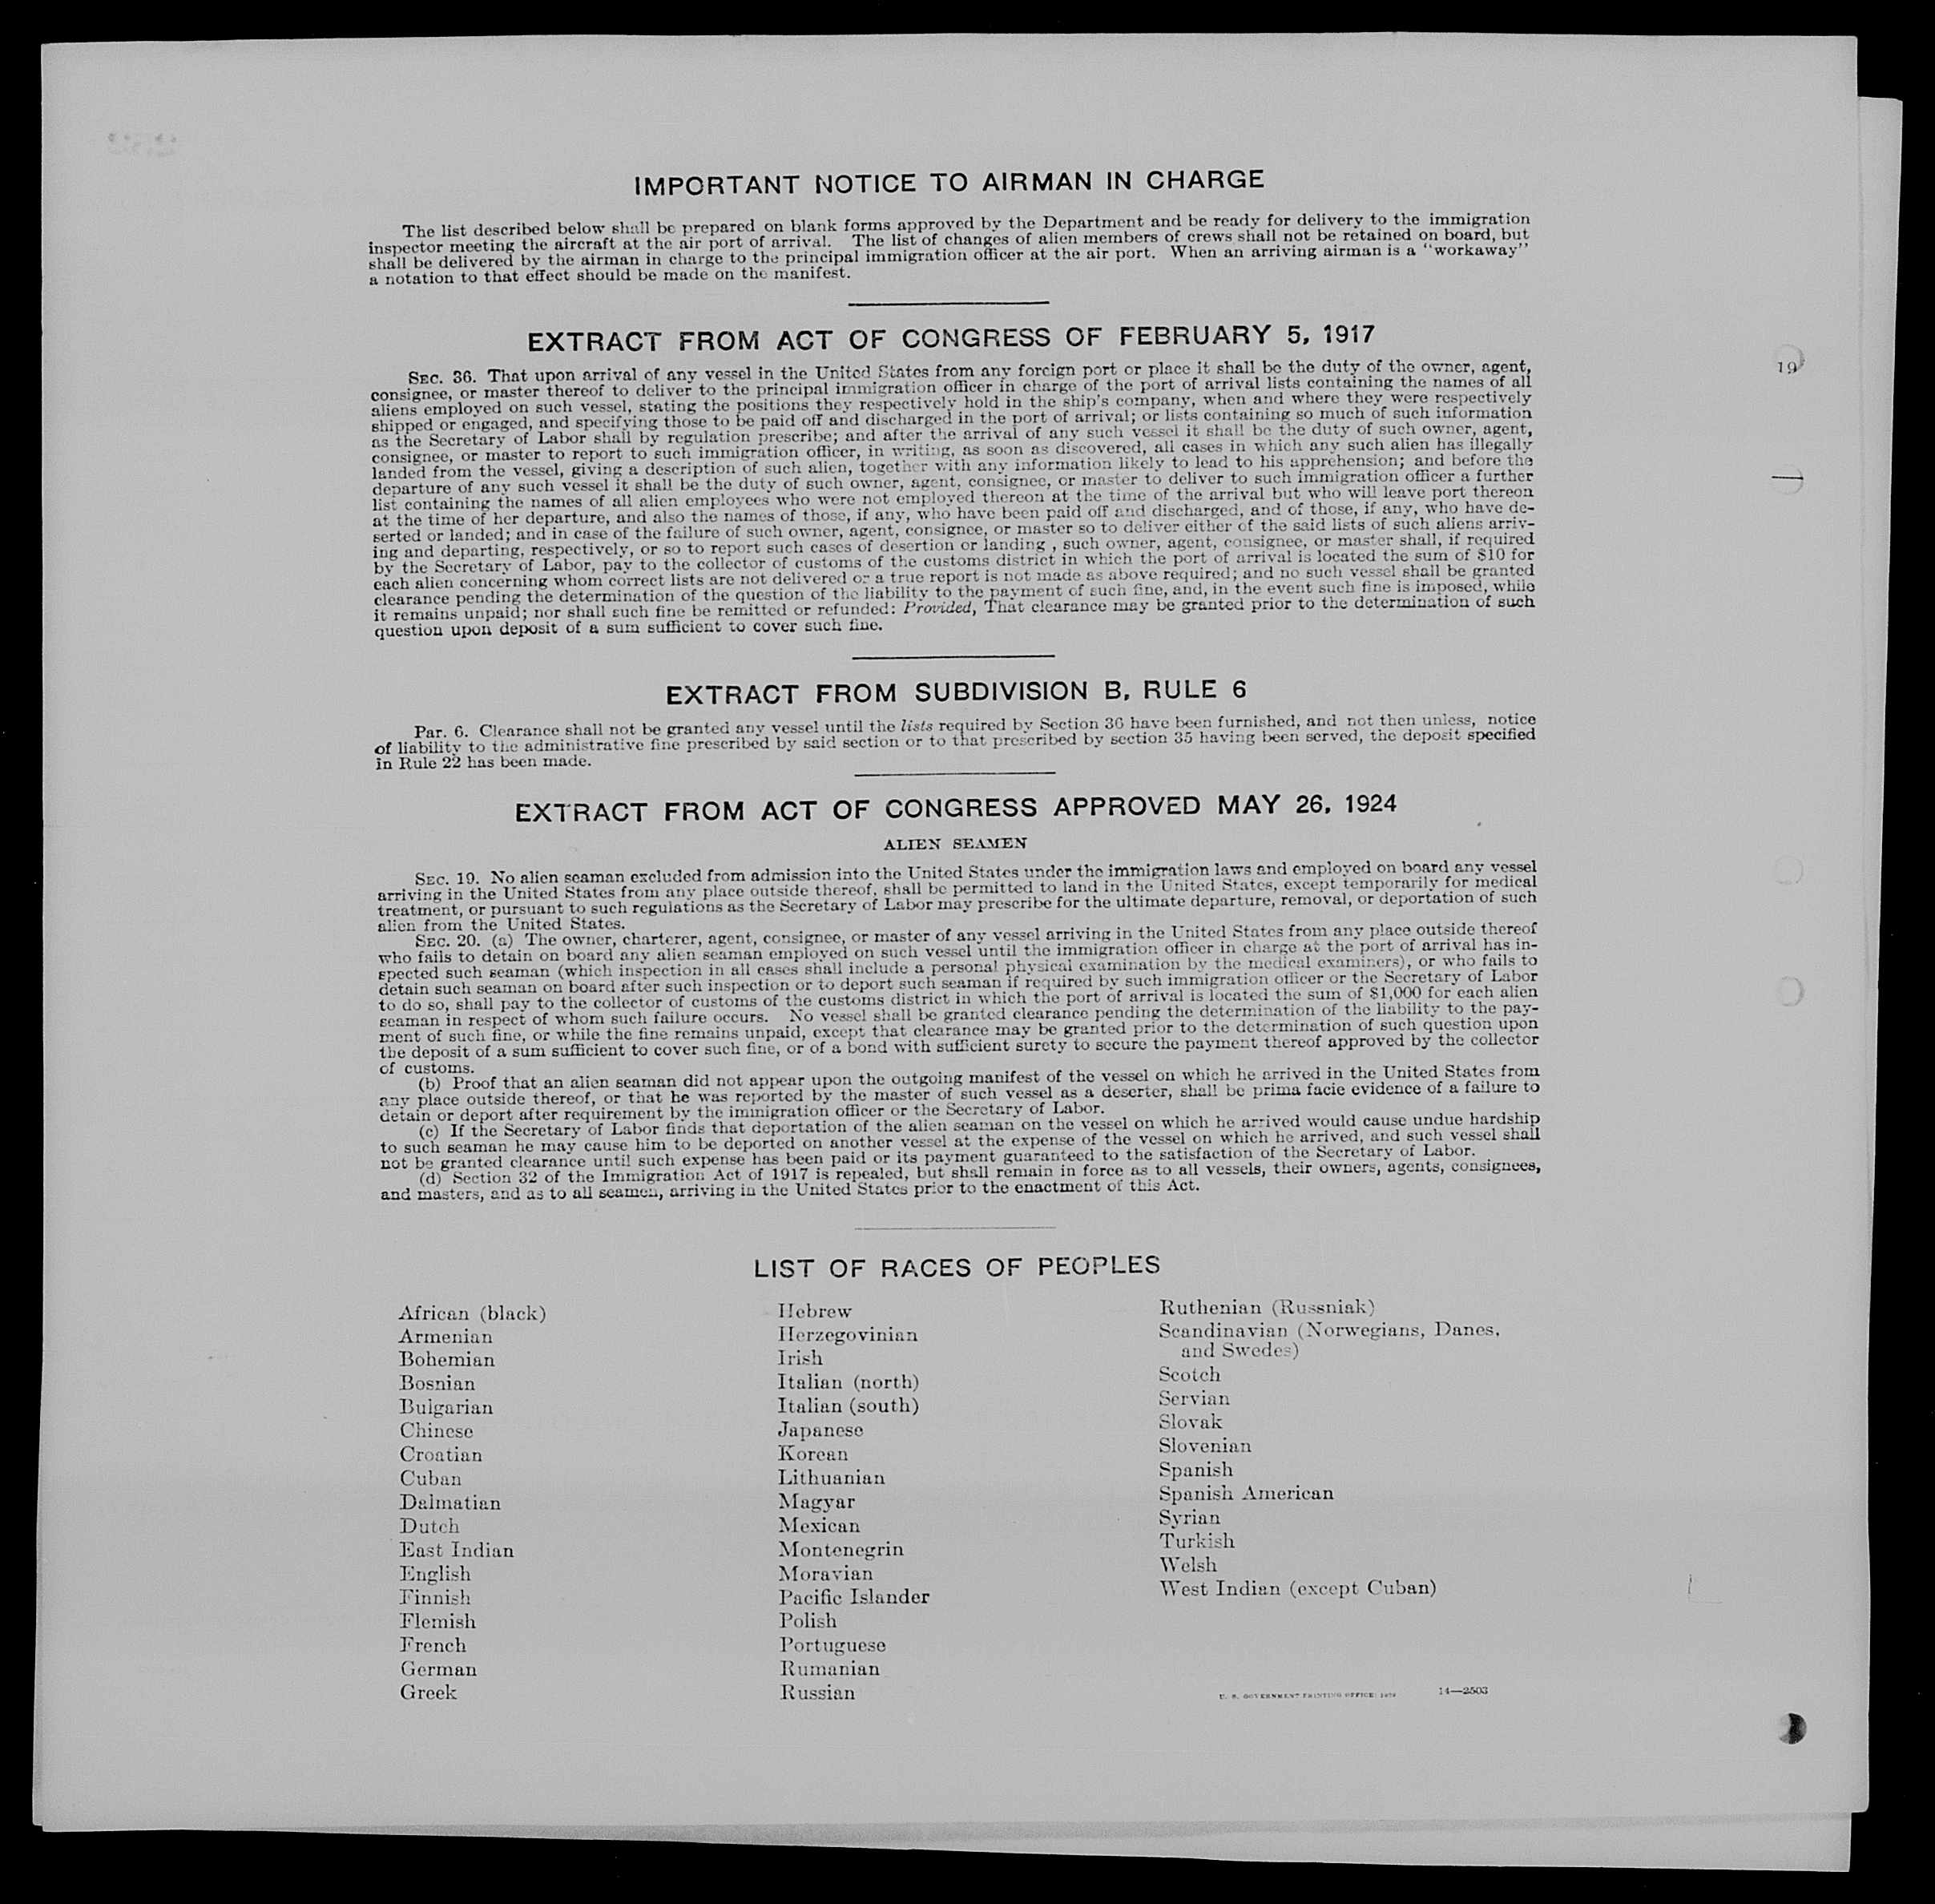 IMPORTANT NOTICE TO AIRMAN IN CHARGE
The list described below shall be prepared on blank forms approved by the Department and be ready for delivery to the immigration
inspector meeting the aircraft at the air port of arrival. The list of changes of alien members of crews shall not be retained on board, but
shall be delivered by the airman in charge to the principal immigration officer at the air port. When an arriving airman is a "workaway"
a notation to that effect should be made on the manifest.
EXTRACT FROM ACT OF CONGRESS OF FEBRUARY 5, 1917
SEC. 36. That upon arrival of any vessel in the United States from any foreign port or place it shall be the duty of the owner, agent,
consignee, or master thereof to deliver to the principal immigration officer in charge of the port of arrival lists containing the names of all
aliens employed on such vessel, stating the positions they respectively hold in the ship's company, when and where they were respectively
shipped or engaged, and specifying those to be paid off and discharged in the port of arrival; or lists containing so much of such information
as the Secretary of Labor shall by regulation prescribe; and after the arrival of any such vessel it shall be the duty of such owner, agent,
consignee, or master to report to such immigration officer, in writing, as soon as discovered, all cases in which any such alien has illegally
landed from the vessel, giving a description of such alien, together with any information likely to lead to his apprehension; and before the
departure of any such vessel it shall be the duty of such owner, agent, consignee, or master to deliver to such immigration officer a further
list containing the names of all alien employees who were not employed thereon at the time of the arrival but who will leave port thereon
at the time of her departure, and also the names of those, if any, who have been paid off and discharged, and of those, if any, who have de-
serted or landed; and in case of the failure of such owner, agent, consignee, or master so to deliver either of the said lists of such aliens arriv-
ing and departing, respectively, or so to report such cases of desertion or landing , such owner, agent, consignee, or master shall, if required
by the Secretary of Labor, pay to the collector of customs of the customs district in which the port of arrival is located the sum of $10 for
each alien concerning whom correct lists are not delivered or a true report is not made as above required; and no such vessel shall be granted
clearance pending the determination of the question of the liability to the payment of such fine, and, in the event such fine is imposed, while
it remains unpaid; nor shall such fine be remitted or refunded: Provided, That clearance may be granted prior to the determination of such
question upon deposit of a sum sufficient to cover such fine.
EXTRACT FROM SUBDIVISION B, RULE 6
Par. 6. Clearance shall not be granted any vessel until the lists required by Section 36 have been furnished, and not then unless, notice
of liability to the administrative fine prescribed by said section or to that prescribed by section 35 having been served, the deposit specified
in Rule 22 has been made.
EXTRACT FROM ACT OF CONGRESS APPROVED MAY 26, 1924
ALIEN SEAMEN
SEC. 19. No alien seaman excluded from admission into the United States under the immigration laws and employed on board any vessel
arriving in the United States from any place outside thereof, shall be permitted to land in the United States, except temporarily for medical
treatment, or pursuant to such regulations as the Secretary of Labor may prescribe for the ultimate departure, removal, or deportation of such
alien from the United States.
SEC. 20. (a) The owner, charterer, agent, consignee, or master of any vessel arriving in the United States from any place outside thereof
who fails to detain on board any alien seaman employed on such vessel until the immigration officer in charge at the port of arrival has in-
spected such seaman (which inspection in all cases shall include a personal physical examination by the medical examiners), or who fails to
detain such seaman on board after such inspection or to deport such seaman if required by such immigration officer or the Secretary of Labor
to do so, shall pay to the collector of customs of the customs district in which the port of arrival is located the sum of $1,000 for each alien
seaman in respect of whom such failure occurs. No vessel shall be granted clearance pending the determination of the liability to the pay-
ment of such fine, or while the fine remains unpaid, except that clearance may be granted prior to the determination of such question upon
the deposit of a sum sufficient to cover such fine, or of a bond with sufficient surety to secure the payment thereof approved by the collector
of customs.
(b) Proof that an alien seaman did not appear upon the outgoing manifest of the vessel on which he arrived in the United States from
any place outside thereof, or that he was reported by the master of such vessel as a deserter, shall be prima facie evidence of a failure to
detain or deport after requirement by the immigration officer or the Secretary of Labor.
(c) If the Secretary of Labor finds that deportation of the alien seaman on the vessel on which he arrived would cause undue hardship
to such seaman he may cause him to be deported on another vessel at the expense of the vessel on which he arrived, and such vessel shall
not be granted clearance until such expense has been paid or its payment guaranteed to the satisfaction of the Secretary of Labor.
(d) Section 32 of the Immigration Act of 1917 is repealed, but shall remain in force as to all vessels, their owners, agents, consignees,
and masters, and as to all seamen, arriving in the United States prior to the enactment of this Act.
LIST OF RACES OF PEOPLES
African (black)
Armenian
Bohemian
Bosnian
Bulgarian
Chinese
Croatian
Cuban
Dalmatian
Dutch
East Indian
English
Finnish
Flemish
French
German
Greek
Hebrew
Herzegovinian
Irish
Italian (north)
Italian (south)
Japanese
Korean
Lithuanian
Magyar
Mexican
Montenegrin
Moravian
Pacific Islander
Polish
Portuguese
Rumanian
Russian
Ruthenian (Russniak)
Scandinavian (Norwegians, Danes,
and Swedes)
Scotch
Servian
Slovak
Slovenian
Spanish
Spanish American
Syrian
Turkish
Welsh
West Indian (except Cuban)
U. S. GOVERNMENT PRINTING OFFICE: 14—2503
19